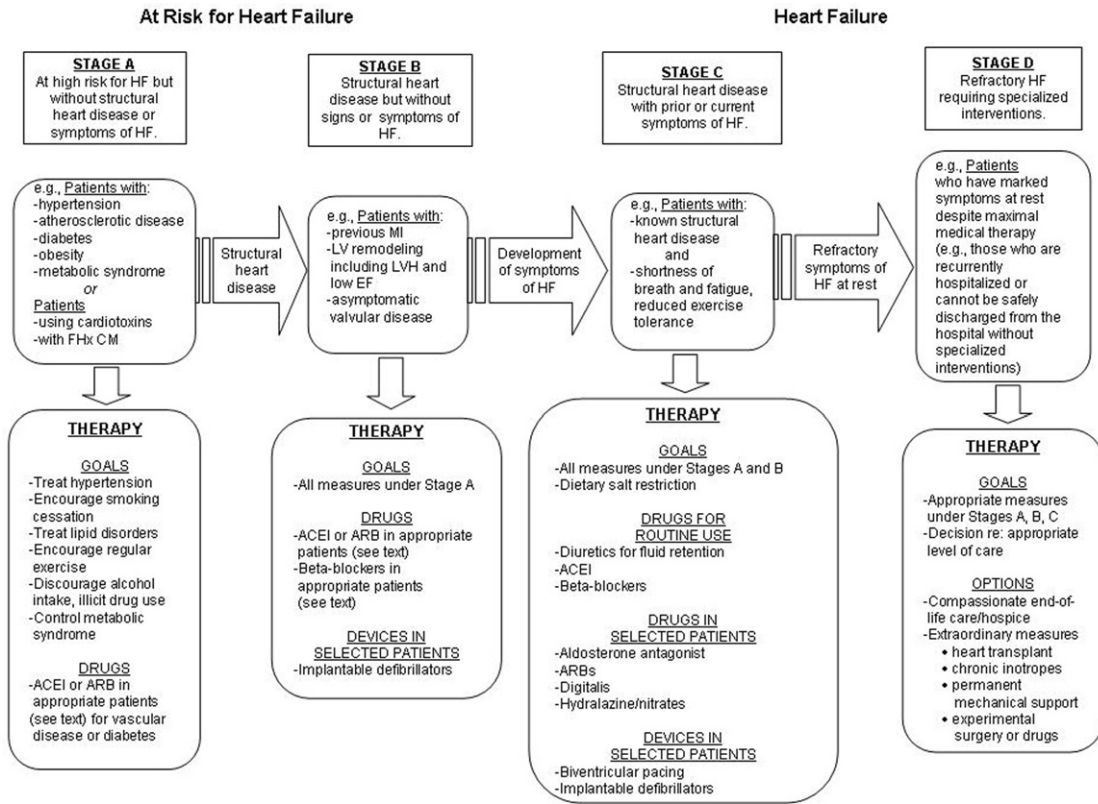 At Risk for Heart Failure
Heart Failure
STAGE A
At high risk for HF but
without structural
heart disease or
symptoms of HF.
STAGE B
Structural heart
disease but without
signs or symptoms of
HF.
STAGE C
Structural heart disease
with prior or current
symptoms of HF.
STAGE D
Refractory HF
requiring specialized
interventions.
e.g., Patients with:
-hypertension
-atherosclerotic disease
-diabetes
-obesity
-metabolic syndrome
or
Patients
-using cardiotoxins
-with FHx CM
Structural
heart
disease
e.g., Patients with:
-previous MI
-LV remodeling
including LVH and
low EF
-asymptomatic
valvular disease
Development
of symptoms
of HF
e.g., Patients with:
-known structural
heart disease
and
-shortness of
breath and fatigue,
reduced exercise
tolerance
Refractory
symptoms of
HF at rest
e.g., Patients
who have marked
symptoms at rest
despite maximal
medical therapy
(e.g., those who are
recurrently
hospitalized or
cannot be safely
discharged from the
hospital without
specialized
interventions)
THERAPY
GOALS
-Treat hypertension
-Encourage smoking
cessation
-Treat lipid disorders
-Encourage regular
exercise
-Discourage alcohol
intake, illicit drug use
-Control metabolic
syndrome
DRUGS
-ACEI or ARB in
appropriate patients
(see text) for vascular
disease or diabetes
THERAPY
GOALS
-All measures under Stage A
DRUGS
-ACEI or ARB in appropriate
patients (see text)
-Beta-blockers in
appropriate patients
(see text)
DEVICES IN
SELECTED PATIENTS
-Implantable defibrillators
THERAPY
GOALS
-All measures under Stages A and B
-Dietary salt restriction
DRUGS FOR
ROUTINE USE
-Diuretics for fluid retention
-ACEI
-Beta-blockers
DRUGS IN
SELECTED PATIENTS
-Aldosterone antagonist
-ARBs
-Digitalis
-Hydralazine/nitrates
DEVICES IN
SELECTED PATIENTS
-Biventricular pacing
-Implantable defibrillators
THERAPY
GOALS
-Appropriate measures
under Stages A, B, C
-Decision re: appropriate
level of care
OPTIONS
-Compassionate end-of-
life care/hospice
-Extraordinary measures
• heart transplant
• chronic inotropes
• permanent
mechanical support
• experimental
surgery or drugs